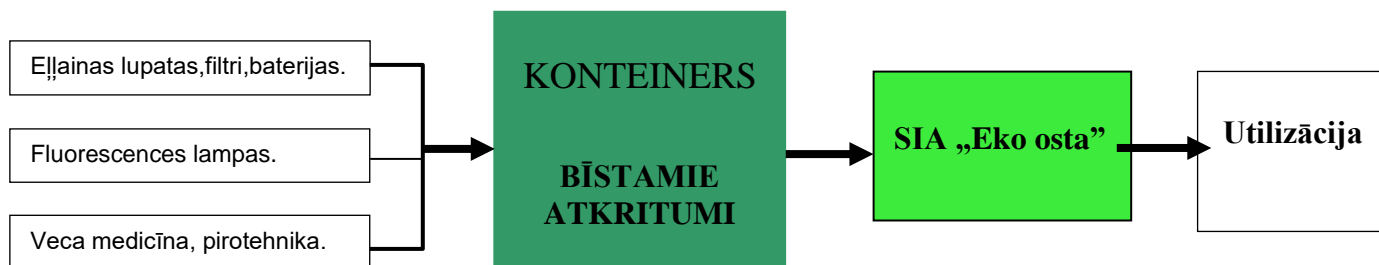 Eļļainas lupatas,filtri,baterijas.
Fluorescences lampas.
Veca medicīna, pirotehnika.
KONTEINERS
BĪSTAMIE
ATKRITUMI
SIA „Eko osta”
Utilizācija